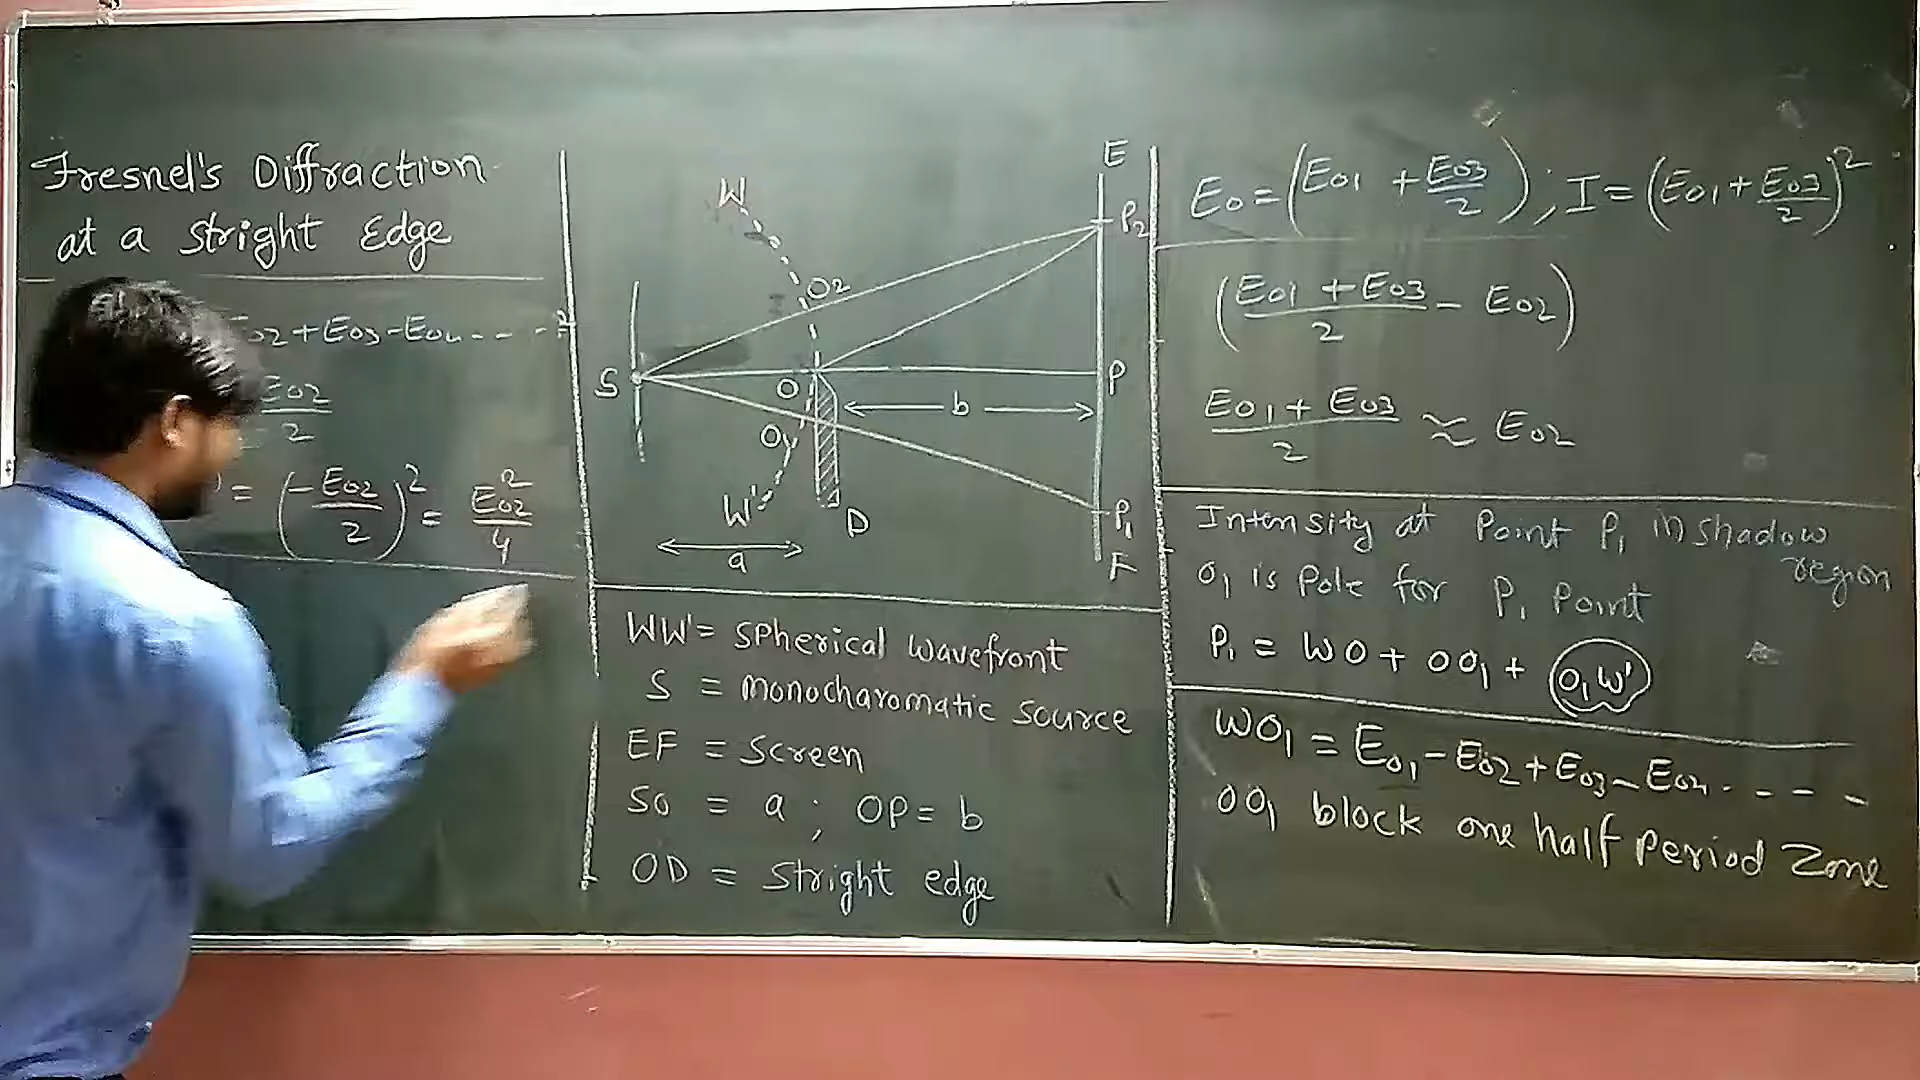 Fresnel's Diffraction
at a Stright Edge
E02 + E03 - E04 - - - -
E02/2
= (-E02/2)² = E02²/4
W
O2
S
O
O1
W'
D
a
b
E
P2
P
P1
F
WW' = Spherical Wavefront
S = monocharomatic Source
EF = Screen
SO = a ; OP = b
OD = Stright edge
E0 = (E01 + E03/2) ; I = (E01 + E03/2)²
((E01 + E03)/2 - E02)
(E01 + E03)/2 ≈ E02
Intensity at Point P1 in shadow
region
O1 is Pole for P1 Point
P1 = WO + OO1 + O1W'
WO1 = E01 - E02 + E03 - E04 - - - -
OO1 block one half Period Zone